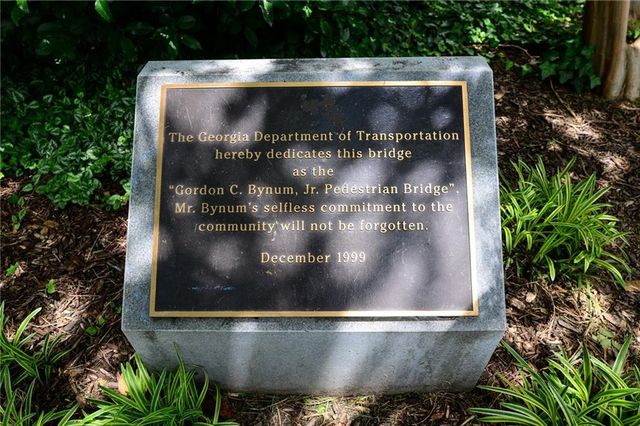 The Georgia Department of Transportation
hereby dedicates this bridge
as the
"Gordon C. Bynum, Jr. Pedestrian Bridge".
Mr. Bynum's selfless commitment to the
community will not be forgotten.
December 1999